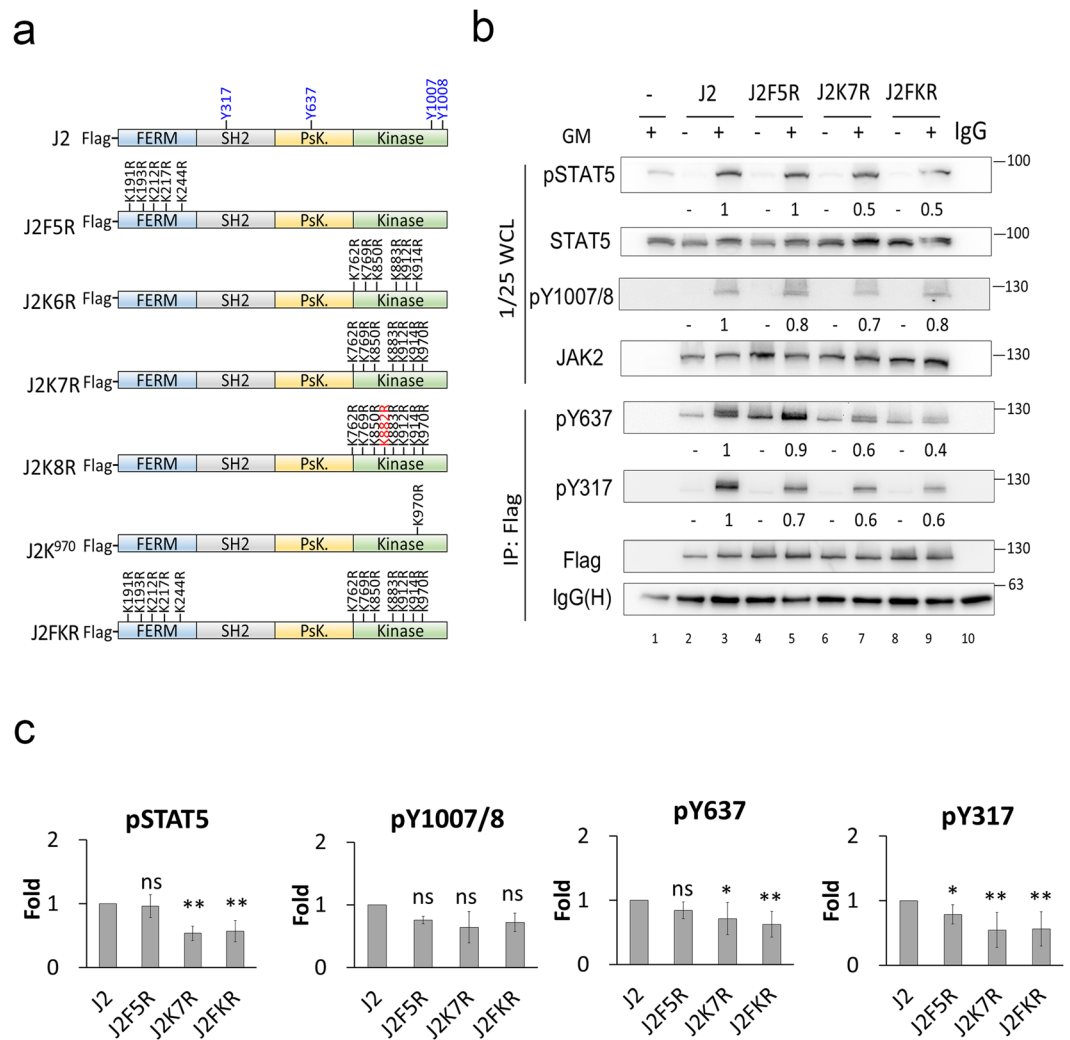 a
Y317
Y637
Y1007
Y1008
J2 Flag FERM SH2 PsK. Kinase
K191R
K193R
K212R
K217R
K244R
J2F5R Flag FERM SH2 PsK. Kinase
K762R
K769R
K850R
K883R
K912R
K914R
J2K6R Flag FERM SH2 PsK. Kinase
K762R
K769R
K850R
K883R
K912R
K914R
K970R
J2K7R Flag FERM SH2 PsK. Kinase
K762R
K769R
K850R
K882R
K883R
K912R
K914R
K970R
J2K8R Flag FERM SH2 PsK. Kinase
K970R
J2K970 Flag FERM SH2 PsK. Kinase
K191R
K193R
K212R
K217R
K244R
K762R
K769R
K850R
K883R
K912R
K914R
K970R
J2FKR Flag FERM SH2 PsK. Kinase
b
- J2 J2F5R J2K7R J2FKR
GM + - + - + - + - + IgG
1/25 WCL
pSTAT5 100
- 1 - 1 - 0.5 - 0.5
STAT5 100
pY1007/8 130
- 1 - 0.8 - 0.7 - 0.8
JAK2 130
IP: Flag
pY637 130
- 1 - 0.9 - 0.6 - 0.4
pY317 130
- 1 - 0.7 - 0.6 - 0.6
Flag 130
IgG(H) 63
1 2 3 4 5 6 7 8 9 10
c
pSTAT5
Fold
2
1
0
ns ** **
J2 J2F5R J2K7R J2FKR
pY1007/8
Fold
2
1
0
ns ns ns
J2 J2F5R J2K7R J2FKR
pY637
Fold
2
1
0
ns * **
J2 J2F5R J2K7R J2FKR
pY317
Fold
2
1
0
* ** **
J2 J2F5R J2K7R J2FKR